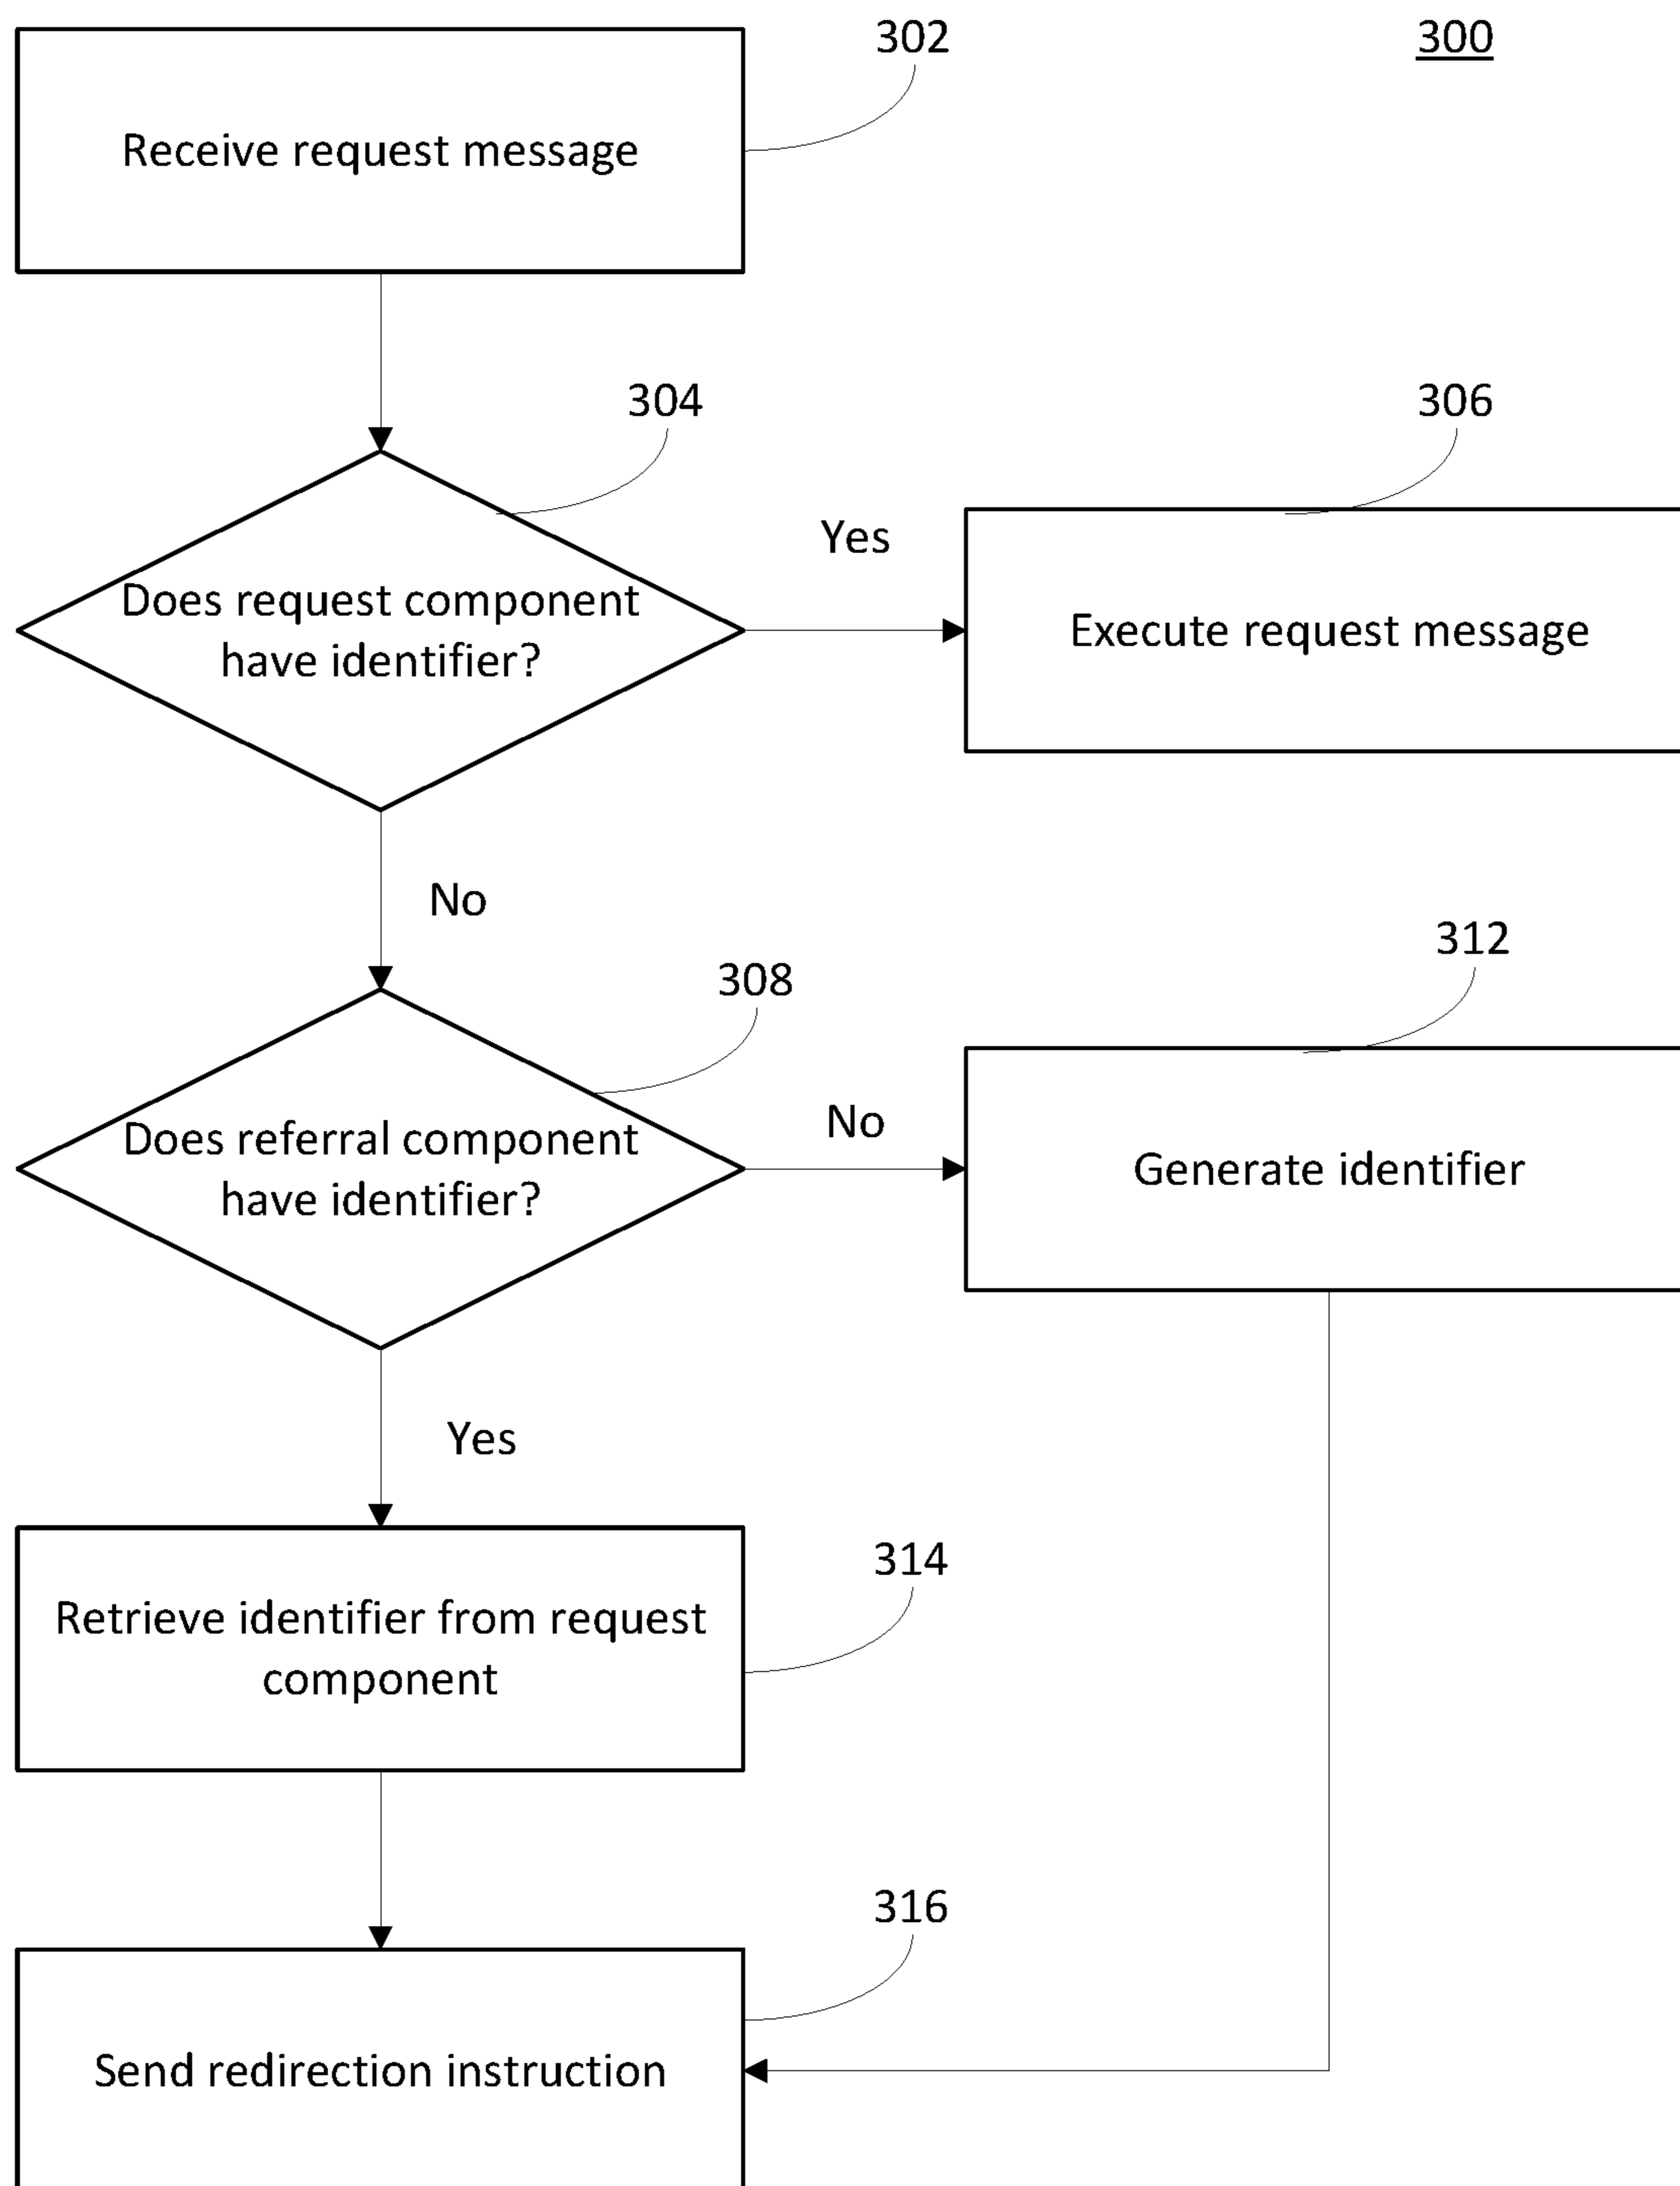 302
300
Receive request message
304
306
Yes
Does request component
have identifier?
Execute request message
No
312
308
No
Does referral component
have identifier?
Generate identifier
Yes
314
Retrieve identifier from request
component
316
Send redirection instruction